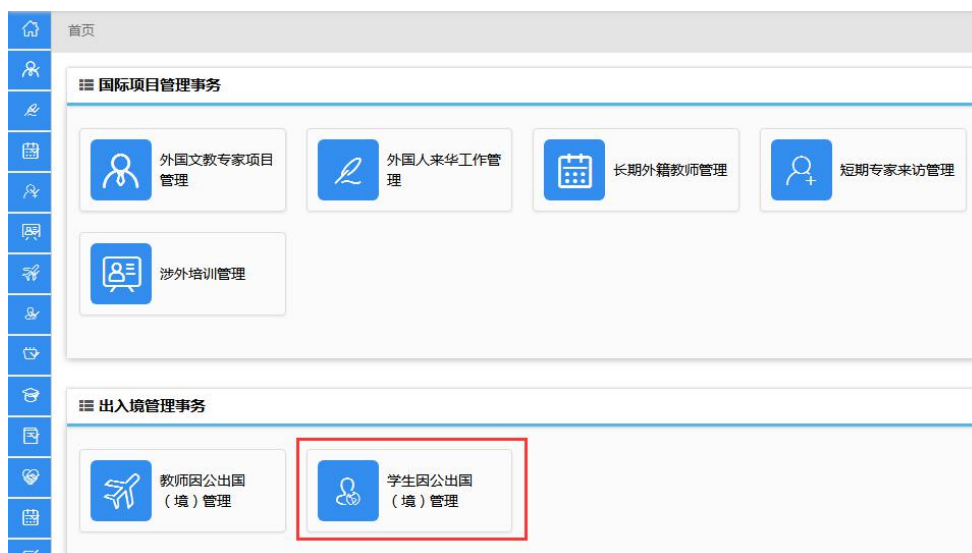 首页
国际项目管理事务
外国文教专家项目
管理
外国人来华工作管
理
长期外籍教师管理
短期专家来访管理
涉外培训管理
出入境管理事务
教师因公出国
（境）管理
学生因公出国
（境）管理